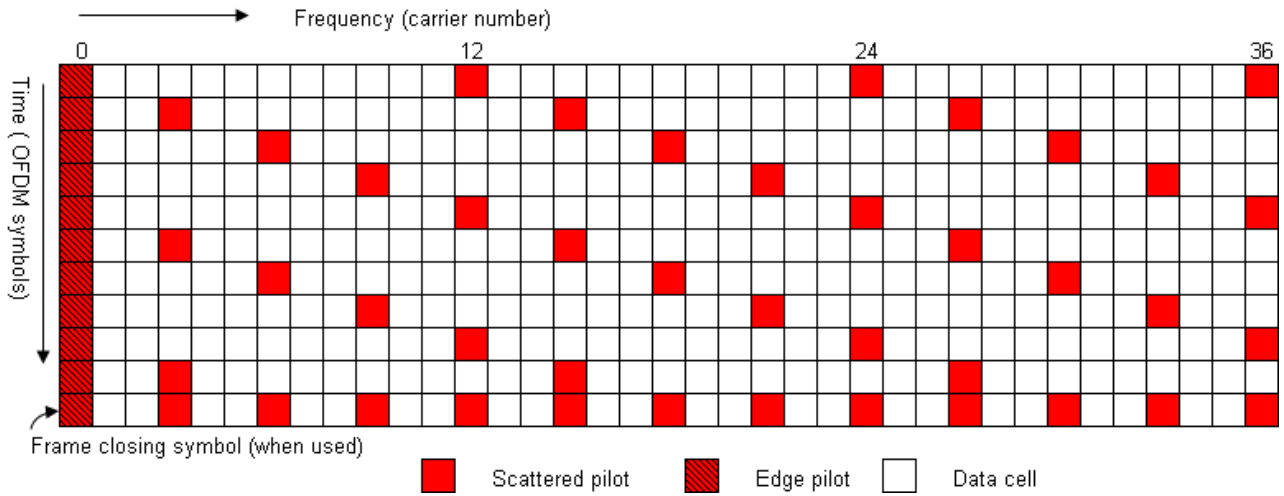 Frequency (carrier number)
0 12 24 36
Time ( OFDM symbols)
Frame closing symbol (when used)
Scattered pilot Edge pilot Data cell